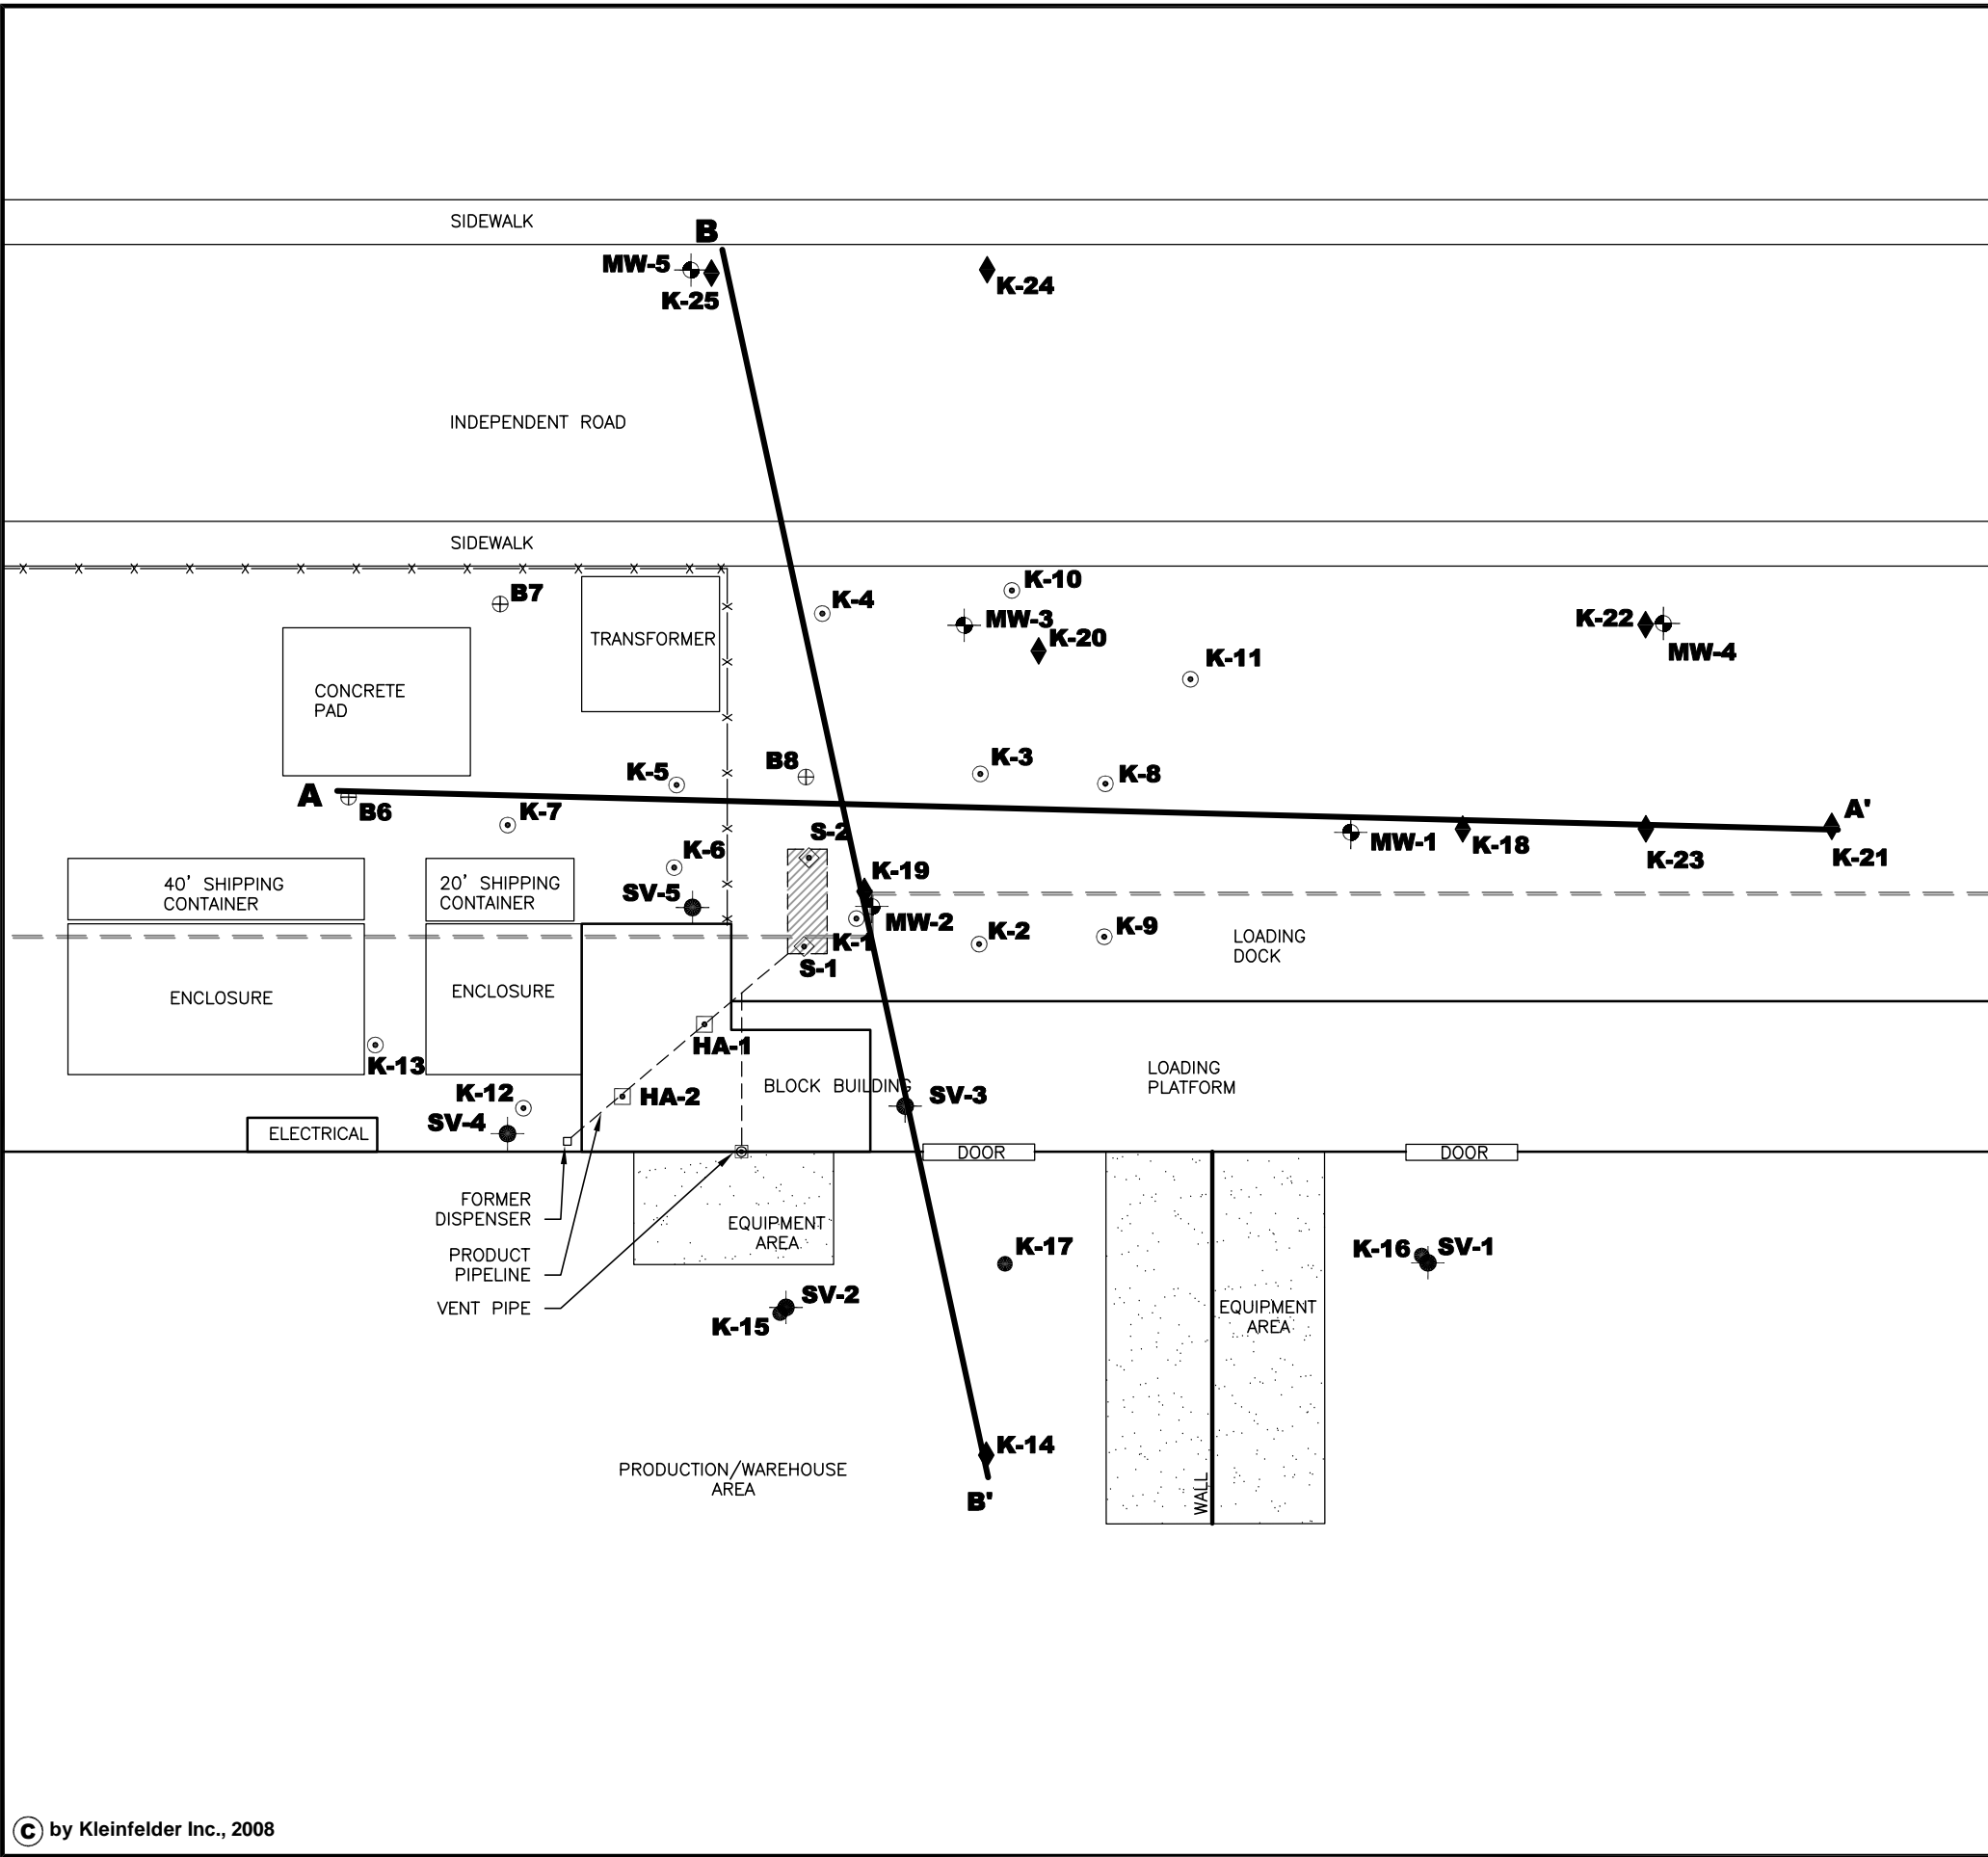 SIDEWALK
B
MW-5
K-25
K-24
INDEPENDENT ROAD
SIDEWALK
B7
TRANSFORMER
K-4
K-10
MW-3
K-20
K-22
MW-4
K-11
CONCRETE
PAD
K-5
B8
K-3
K-8
A
B6
K-7
A'
S-2
MW-1
K-18
K-23
K-21
K-6
K-19
40' SHIPPING
CONTAINER
20' SHIPPING
CONTAINER
SV-5
MW-2
K-1
K-2
K-9
LOADING
DOCK
S-1
ENCLOSURE
ENCLOSURE
HA-1
K-13
K-12
HA-2
BLOCK BUILDING
SV-3
LOADING
PLATFORM
SV-4
ELECTRICAL
DOOR
DOOR
FORMER
DISPENSER
EQUIPMENT
AREA
PRODUCT
PIPELINE
K-17
K-16
SV-1
VENT PIPE
SV-2
K-15
EQUIPMENT
AREA
K-14
PRODUCTION/WAREHOUSE
AREA
B'
WALL
C by Kleinfelder Inc., 2008